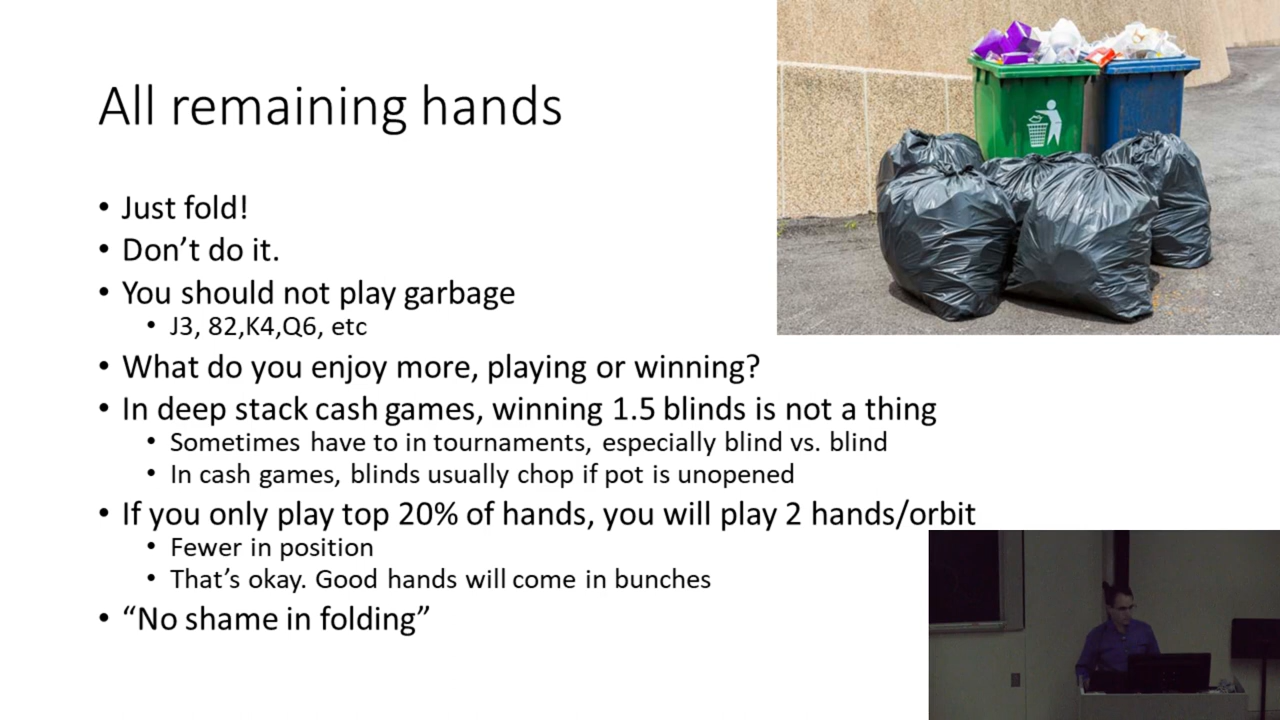 All remaining hands
• Just fold!
• Don’t do it.
• You should not play garbage
• J3, 82,K4,Q6, etc
• What do you enjoy more, playing or winning?
• In deep stack cash games, winning 1.5 blinds is not a thing
• Sometimes have to in tournaments, especially blind vs. blind
• In cash games, blinds usually chop if pot is unopened
• If you only play top 20% of hands, you will play 2 hands/orbit
• Fewer in position
• That’s okay. Good hands will come in bunches
• “No shame in folding”